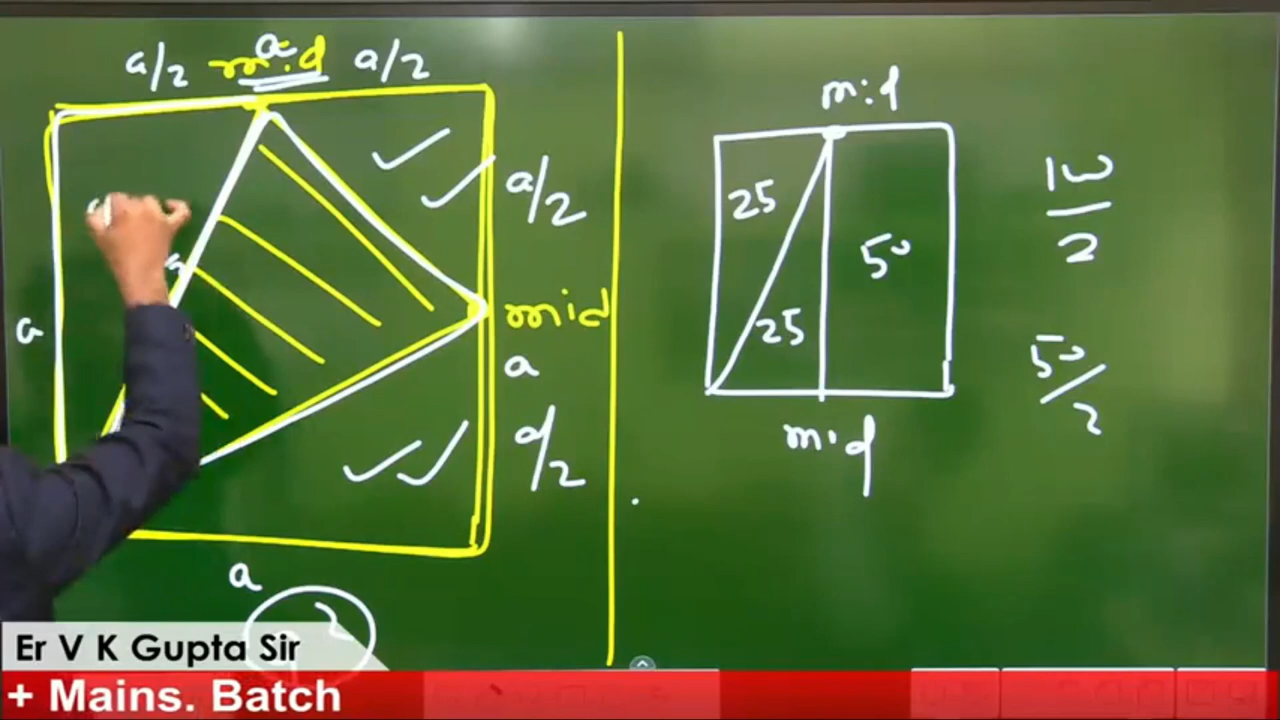 a/2 mid a/2
a
a/2
mid
a
a
a/2
a
mid
25
50
25
mid
100/2
50/2
Er V K Gupta Sir
+ Mains. Batch